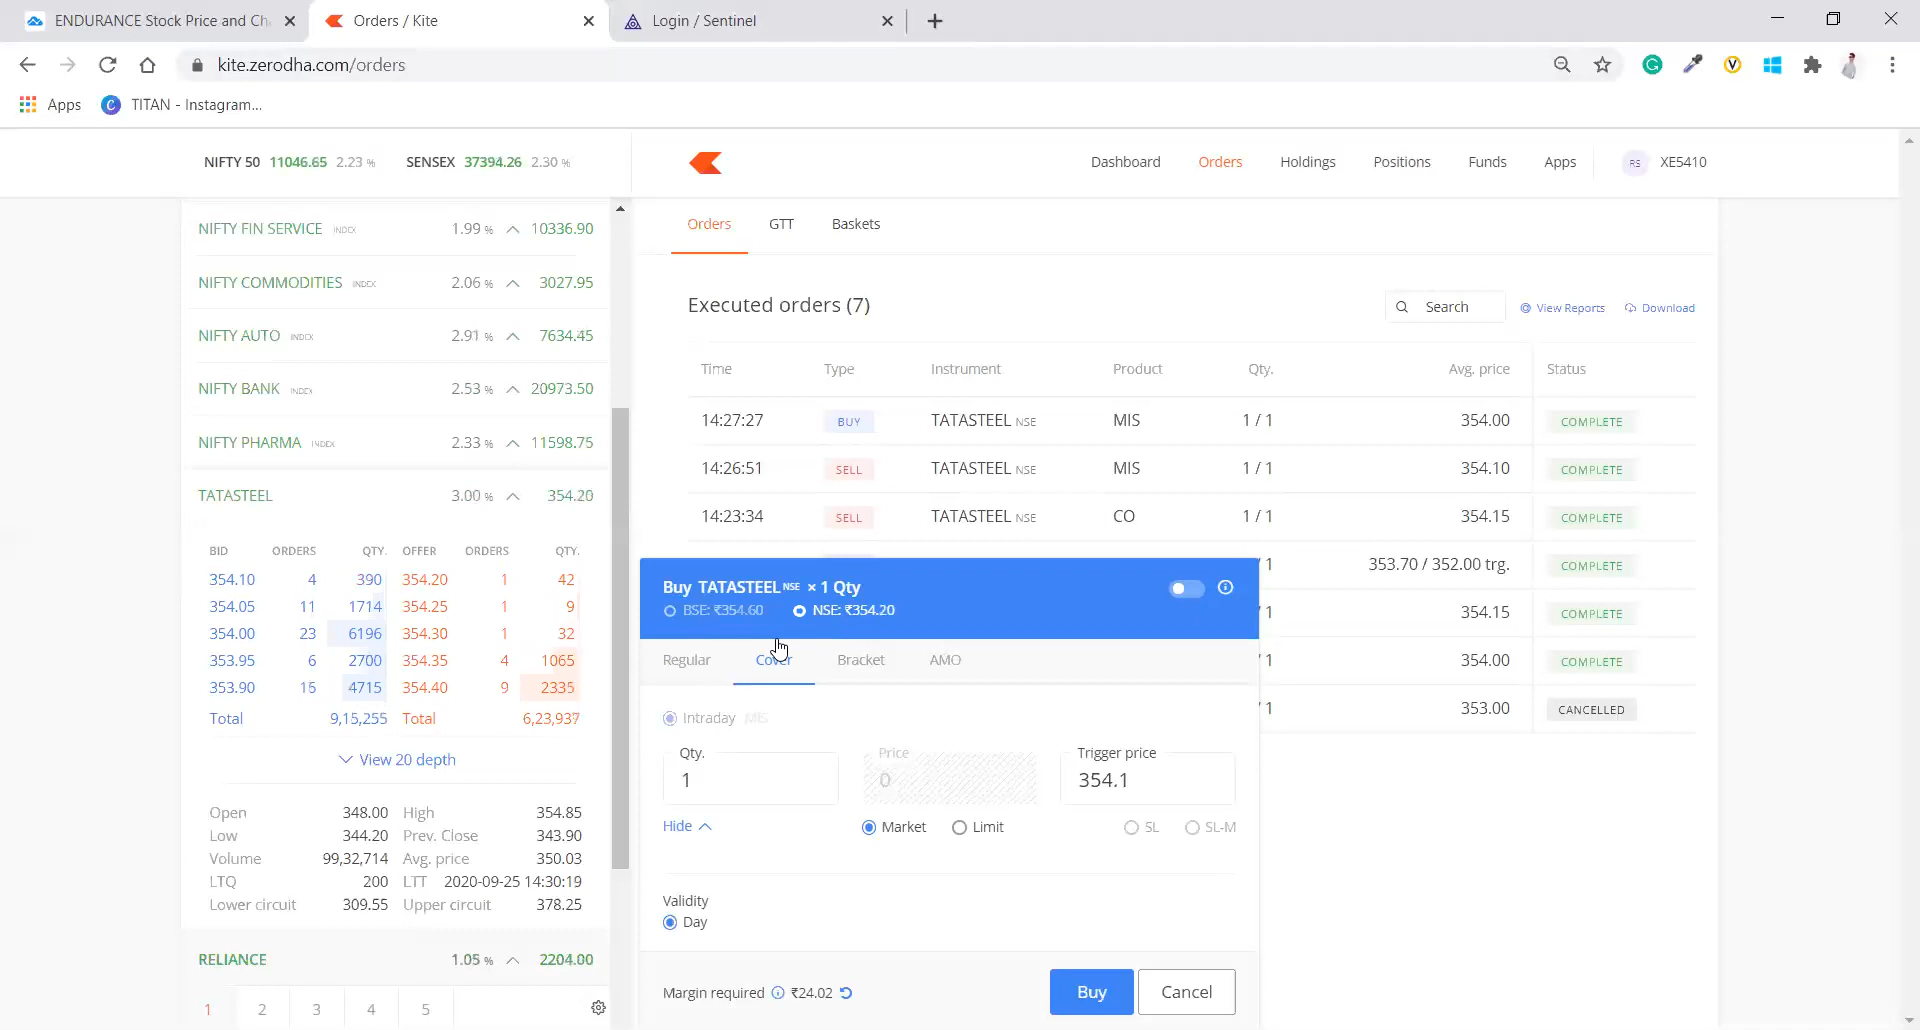 ENDURANCE Stock Price and Ch
Orders / Kite
Login / Sentinel
kite.zerodha.com/orders
Apps
TITAN - Instagram...
NIFTY 50 11046.65 2.23 %
SENSEX 37394.26 2.30 %
Dashboard Orders Holdings Positions Funds Apps RS XE5410
NIFTY FIN SERVICE INDEX 1.99 % 10336.90
NIFTY COMMODITIES INDEX 2.06 % 3027.95
NIFTY AUTO INDEX 2.91 % 7634.45
NIFTY BANK INDEX 2.53 % 20973.50
NIFTY PHARMA INDEX 2.33 % 11598.75
TATASTEEL 3.00 % 354.20
BID ORDERS QTY. OFFER ORDERS QTY.
354.10 4 390 354.20 1 42
354.05 11 1714 354.25 1 9
354.00 23 6196 354.30 1 32
353.95 6 2700 354.35 4 1065
353.90 15 4715 354.40 9 2335
Total 9,15,255 Total 6,23,937
View 20 depth
Open 348.00 High 354.85
Low 344.20 Prev. Close 343.90
Volume 99,32,714 Avg. price 350.03
LTQ 200 LTT 2020-09-25 14:30:19
Lower circuit 309.55 Upper circuit 378.25
RELIANCE 1.05 % 2204.00
1 2 3 4 5
Orders GTT Baskets
Executed orders (7)
Search View Reports Download
Time Type Instrument Product Qty. Avg. price Status
14:27:27 BUY TATASTEEL NSE MIS 1 / 1 354.00 COMPLETE
14:26:51 SELL TATASTEEL NSE MIS 1 / 1 354.10 COMPLETE
14:23:34 SELL TATASTEEL NSE CO 1 / 1 354.15 COMPLETE
/ 1 353.70 / 352.00 trg. COMPLETE
/ 1 354.15 COMPLETE
/ 1 354.00 COMPLETE
/ 1 353.00 CANCELLED
Buy TATASTEEL NSE × 1 Qty
BSE: ₹354.60 NSE: ₹354.20
Regular Cover Bracket AMO
Intraday MIS
Qty. Price Trigger price
1 0 354.1
Hide Market Limit SL SL-M
Validity
Day
Margin required ₹24.02
Buy Cancel